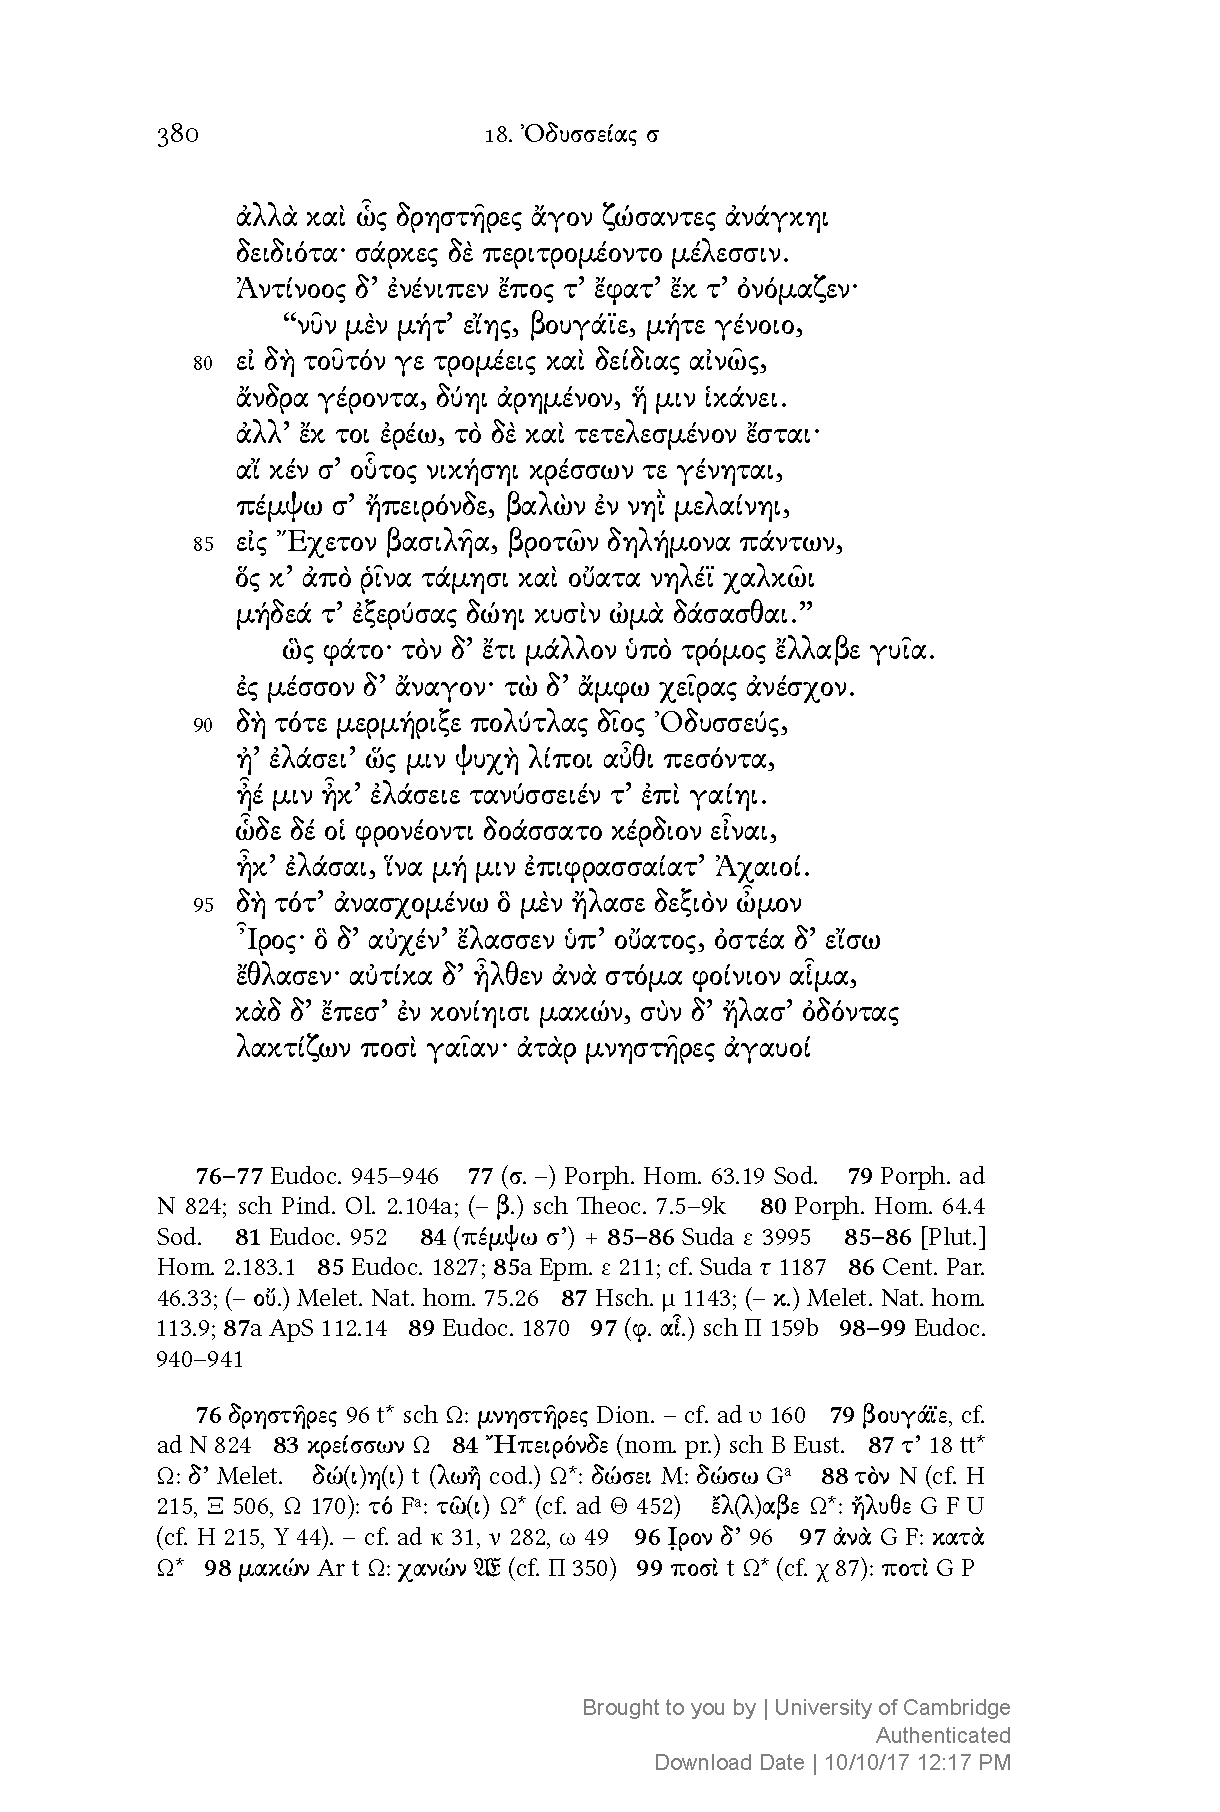 380 18. Ὀδυσσείας σ
ἀλλὰ καὶ ὧς δρηστῆρες ἄγον ζώσαντες ἀνάγκηι
δειδιότα· σάρκες δὲ περιτρομέοντο μέλεσσιν.
Ἀντίνοος δ’ ἐνένιπεν ἔπος τ’ ἔφατ’ ἔκ τ’ ὀνόμαζεν·
“νῦν μὲν μήτ’ εἴης, βουγάϊε, μήτε γένοιο,
80 εἰ δὴ τοῦτόν γε τρομέεις καὶ δείδιας αἰνῶς,
ἄνδρα γέροντα, δύηι ἀρημένον, ἥ μιν ἱκάνει.
ἀλλ’ ἔκ τοι ἐρέω, τὸ δὲ καὶ τετελεσμένον ἔσται·
αἴ κέν σ’ οὗτος νικήσηι κρέσσων τε γένηται,
πέμψω σ’ ἤπειρόνδε, βαλὼν ἐν νηῒ μελαίνηι,
85 εἰς Ἔχετον βασιλῆα, βροτῶν δηλήμονα πάντων,
ὅς κ’ ἀπὸ ῥῖνα τάμησι καὶ οὔατα νηλέϊ χαλκῶι
μήδεά τ’ ἐξερύσας δώηι κυσὶν ὠμὰ δάσασθαι.”
ὣς φάτο· τὸν δ’ ἔτι μάλλον ὑπὸ τρόμος ἔλλαβε γυῖα.
ἐς μέσσον δ’ ἄναγον· τὼ δ’ ἄμφω χεῖρας ἀνέσχον.
90 δὴ τότε μερμήριξε πολύτλας δῖος Ὀδυσσεύς,
ἠ’ ἐλάσει’ ὥς μιν ψυχὴ λίποι αὖθι πεσόντα,
ἦέ μιν ἦκ’ ἐλάσειε τανύσσειέν τ’ ἐπὶ γαίηι.
ὧδε δέ οἱ φρονέοντι δοάσσατο κέρδιον εἶναι,
ἦκ’ ἐλάσαι, ἵνα μή μιν ἐπιφρασσαίατ’ Ἀχαιοί.
95 δὴ τότ’ ἀνασχομένω ὃ μὲν ἤλασε δεξιὸν ὦμον
Ἶρος· ὃ δ’ αὐχέν’ ἔλασσεν ὑπ’ οὔατος, ὀστέα δ’ εἴσω
ἔθλασεν· αὐτίκα δ’ ἦλθεν ἀνὰ στόμα φοίνιον αἷμα,
κὰδ δ’ ἔπεσ’ ἐν κονίηισι μακών, σὺν δ’ ἤλασ’ ὀδόντας
λακτίζων ποσὶ γαῖαν· ἀτὰρ μνηστῆρες ἀγαυοί
76–77 Eudoc. 945–946 77 (σ. –) Porph. Hom. 63.19 Sod. 79 Porph. ad
N 824; sch Pind. Ol. 2.104a; (– β.) sch Theoc. 7.5–9k 80 Porph. Hom. 64.4
Sod. 81 Eudoc. 952 84 (πέμψω σ’) + 85–86 Suda ε 3995 85–86 [Plut.]
Hom. 2.183.1 85 Eudoc. 1827; 85a Epm. ε 211; cf. Suda τ 1187 86 Cent. Par.
46.33; (– οὔ.) Melet. Nat. hom. 75.26 87 Hsch. μ 1143; (– κ.) Melet. Nat. hom.
113.9; 87a ApS 112.14 89 Eudoc. 1870 97 (φ. αἷ.) sch Π 159b 98–99 Eudoc.
940–941
76 δρηστῆρες 96 t* sch Ω: μνηστῆρες Dion. – cf. ad υ 160 79 βουγάϊε, cf.
ad N 824 83 κρείσσων Ω 84 Ἤπειρόνδε (nom. pr.) sch B Eust. 87 τ’ 18 tt*
Ω: δ’ Melet. δώ(ι)η(ι) t (λωῆ cod.) Ω*: δώσει M: δώσω Gᵃ 88 τὸν N (cf. H
215, Ξ 506, Ω 170): τό Fᵃ: τῶ(ι) Ω* (cf. ad Θ 452) ἔλ(λ)αβε Ω*: ἤλυθε G F U
(cf. H 215, Υ 44). – cf. ad κ 31, ν 282, ω 49 96 Ị̓ρον δ’ 96 97 ἀνὰ G F: κατὰ
Ω* 98 μακών Ar t Ω: χανών 𝔄𝔈 (cf. Π 350) 99 ποσὶ t Ω* (cf. χ 87): ποτὶ G P
Brought to you by | University of Cambridge
Authenticated
Download Date | 10/10/17 12:17 PM